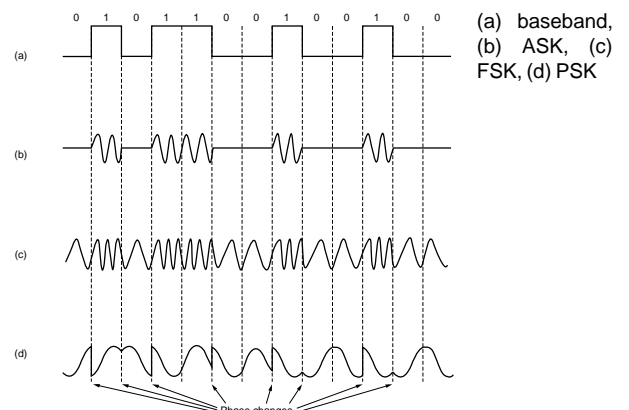 0 1 0 1 1 0 0 1 0 0 1 0 0
(a)
(b)
(c)
(d)
Phase changes
(a) baseband,
(b) ASK, (c)
FSK, (d) PSK